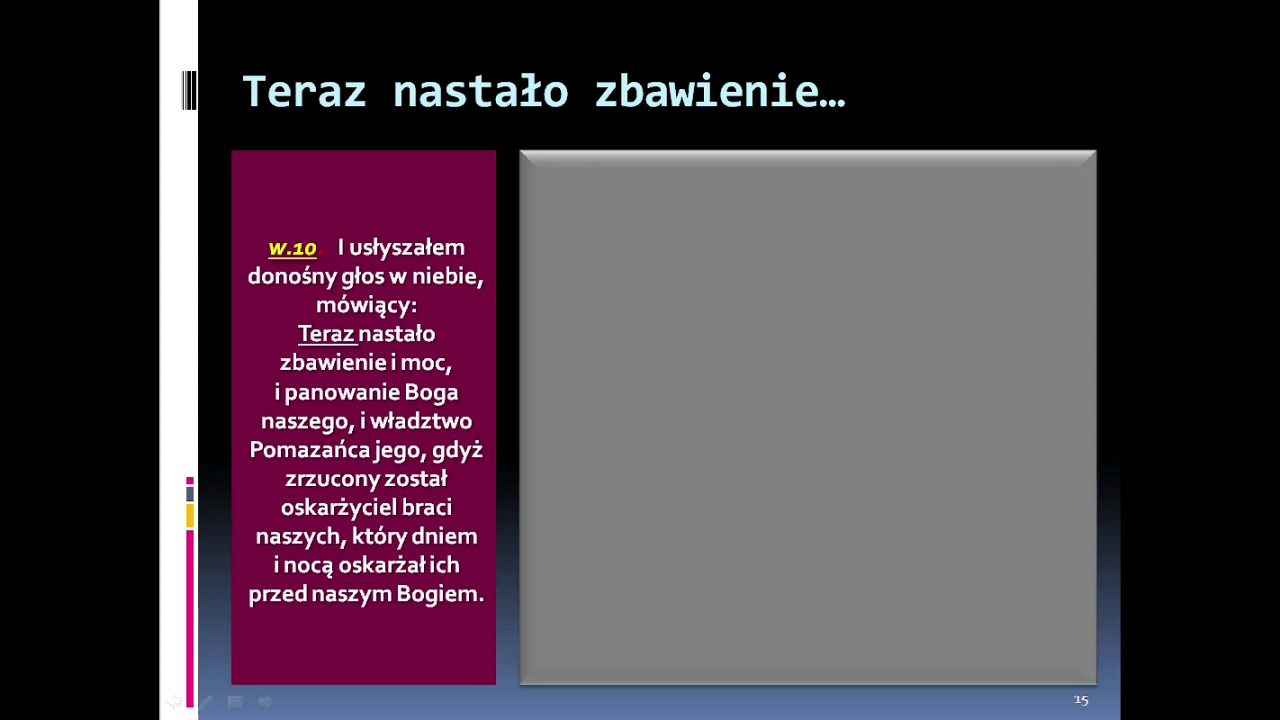 Teraz nastało zbawienie…
w.10 I usłyszałem
donośny głos w niebie,
mówiący:
Teraz nastało
zbawienie i moc,
i panowanie Boga
naszego, i władztwo
Pomazańca jego, gdyż
zrzucony został
oskarżyciel braci
naszych, który dniem
i nocą oskarżał ich
przed naszym Bogiem.
15